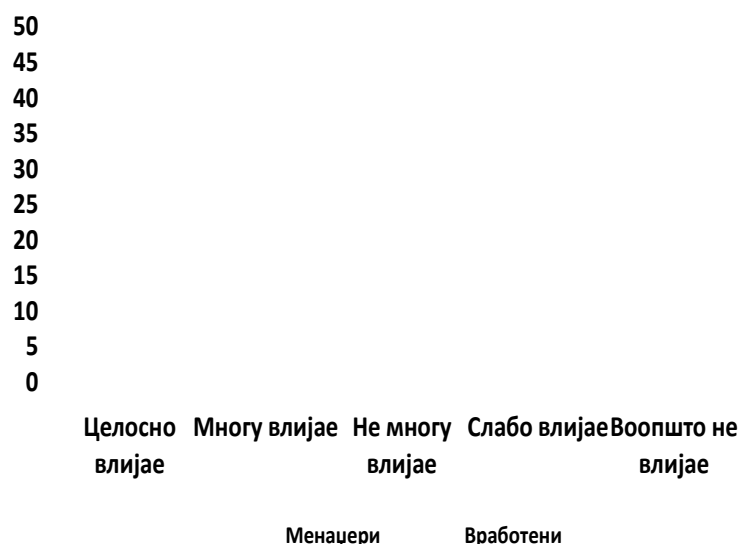 50
45
40
35
30
25
20
15
10
5
0
Целосно влијае
Многу влијае
Не многу влијае
Слабо влијае
Воопшто не влијае
Менаџери Вработени